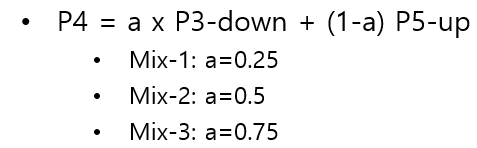 • P4 = a x P3-down + (1-a) P5-up
• Mix-1: a=0.25
• Mix-2: a=0.5
• Mix-3: a=0.75